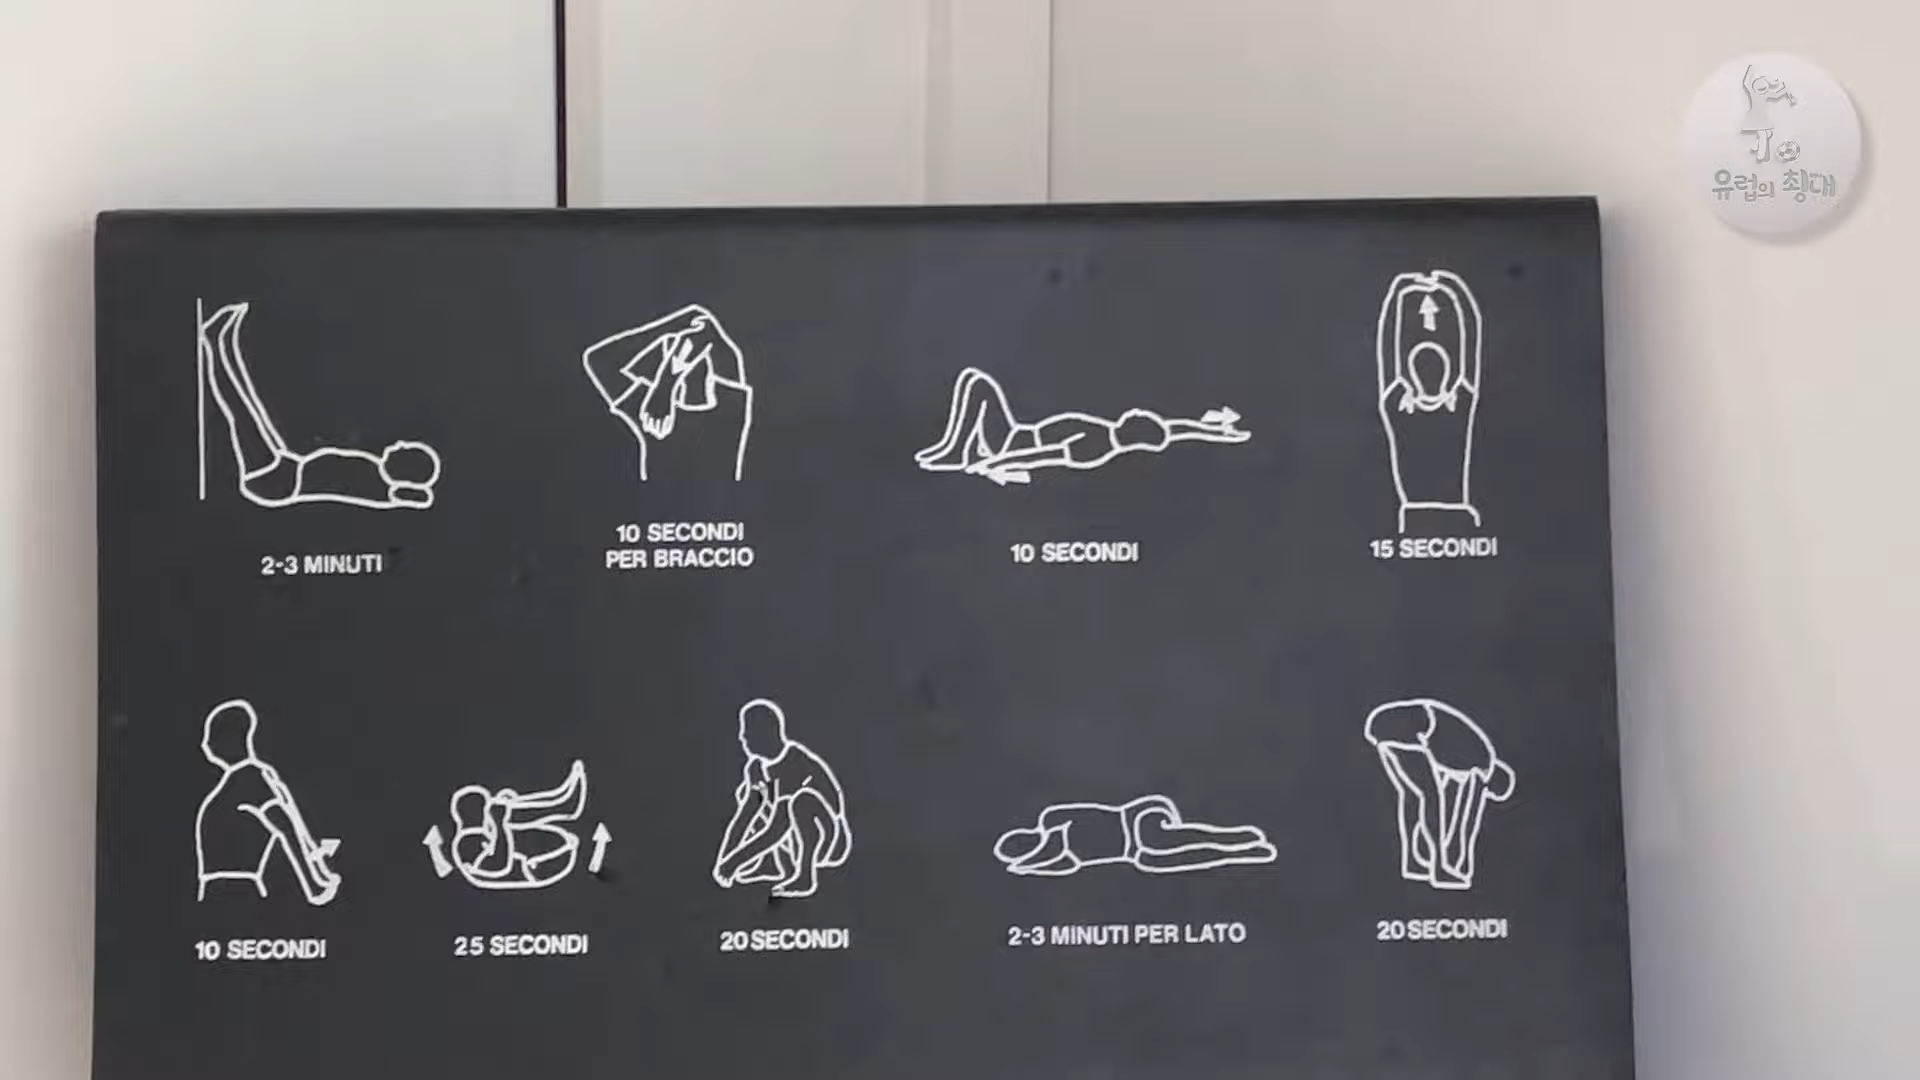 2-3 MINUTI
10 SECONDI
PER BRACCIO
10 SECONDI
15 SECONDI
10 SECONDI
25 SECONDI
20 SECONDI
2-3 MINUTI PER LATO
20 SECONDI
유럽의 최대